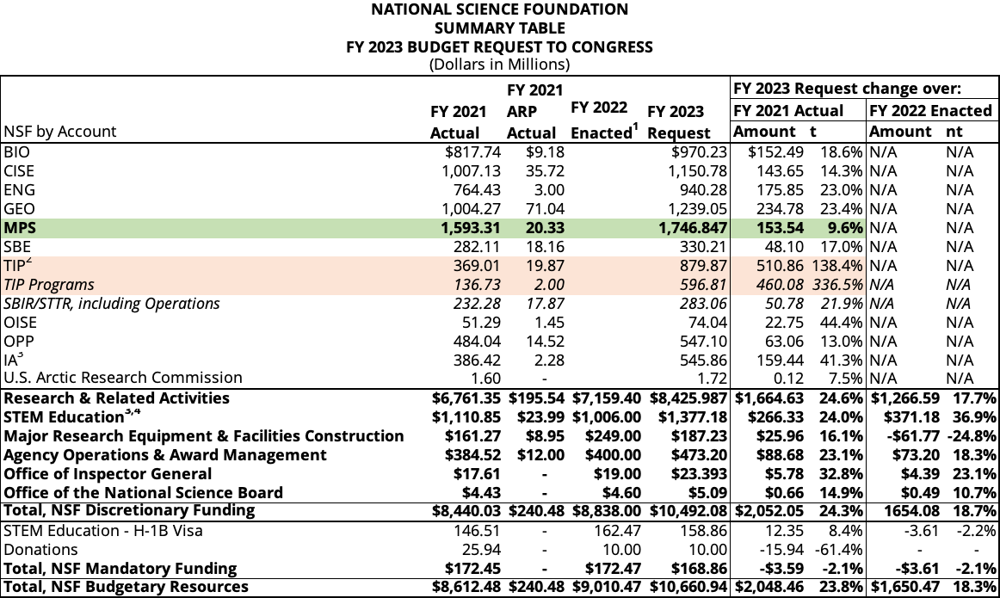 NATIONAL SCIENCE FOUNDATION
SUMMARY TABLE
FY 2023 BUDGET REQUEST TO CONGRESS
(Dollars in Millions)
FY 2021 FY 2023 Request change over:
FY 2021 ARP FY 2022 FY 2023 FY 2021 Actual FY 2022 Enacted
NSF by Account Actual Actual Enacted¹ Request Amount t Amount nt
BIO $817.74 $9.18 $970.23 $152.49 18.6% N/A N/A
CISE 1,007.13 35.72 1,150.78 143.65 14.3% N/A N/A
ENG 764.43 3.00 940.28 175.85 23.0% N/A N/A
GEO 1,004.27 71.04 1,239.05 234.78 23.4% N/A N/A
MPS 1,593.31 20.33 1,746.847 153.54 9.6% N/A N/A
SBE 282.11 18.16 330.21 48.10 17.0% N/A N/A
TIP² 369.01 19.87 879.87 510.86 138.4% N/A N/A
TIP Programs 136.73 2.00 596.81 460.08 336.5% N/A N/A
SBIR/STTR, including Operations 232.28 17.87 283.06 50.78 21.9% N/A N/A
OISE 51.29 1.45 74.04 22.75 44.4% N/A N/A
OPP 484.04 14.52 547.10 63.06 13.0% N/A N/A
IA³ 386.42 2.28 545.86 159.44 41.3% N/A N/A
U.S. Arctic Research Commission 1.60 - 1.72 0.12 7.5% N/A N/A
Research & Related Activities $6,761.35 $195.54 $7,159.40 $8,425.987 $1,664.63 24.6% $1,266.59 17.7%
STEM Education³,⁴ $1,110.85 $23.99 $1,006.00 $1,377.18 $266.33 24.0% $371.18 36.9%
Major Research Equipment & Facilities Construction $161.27 $8.95 $249.00 $187.23 $25.96 16.1% -$61.77 -24.8%
Agency Operations & Award Management $384.52 $12.00 $400.00 $473.20 $88.68 23.1% $73.20 18.3%
Office of Inspector General $17.61 - $19.00 $23.393 $5.78 32.8% $4.39 23.1%
Office of the National Science Board $4.43 - $4.60 $5.09 $0.66 14.9% $0.49 10.7%
Total, NSF Discretionary Funding $8,440.03 $240.48 $8,838.00 $10,492.08 $2,052.05 24.3% 1654.08 18.7%
STEM Education - H-1B Visa 146.51 - 162.47 158.86 12.35 8.4% -3.61 -2.2%
Donations 25.94 - 10.00 10.00 -15.94 -61.4% - -
Total, NSF Mandatory Funding $172.45 - $172.47 $168.86 -$3.59 -2.1% -$3.61 -2.1%
Total, NSF Budgetary Resources $8,612.48 $240.48 $9,010.47 $10,660.94 $2,048.46 23.8% $1,650.47 18.3%